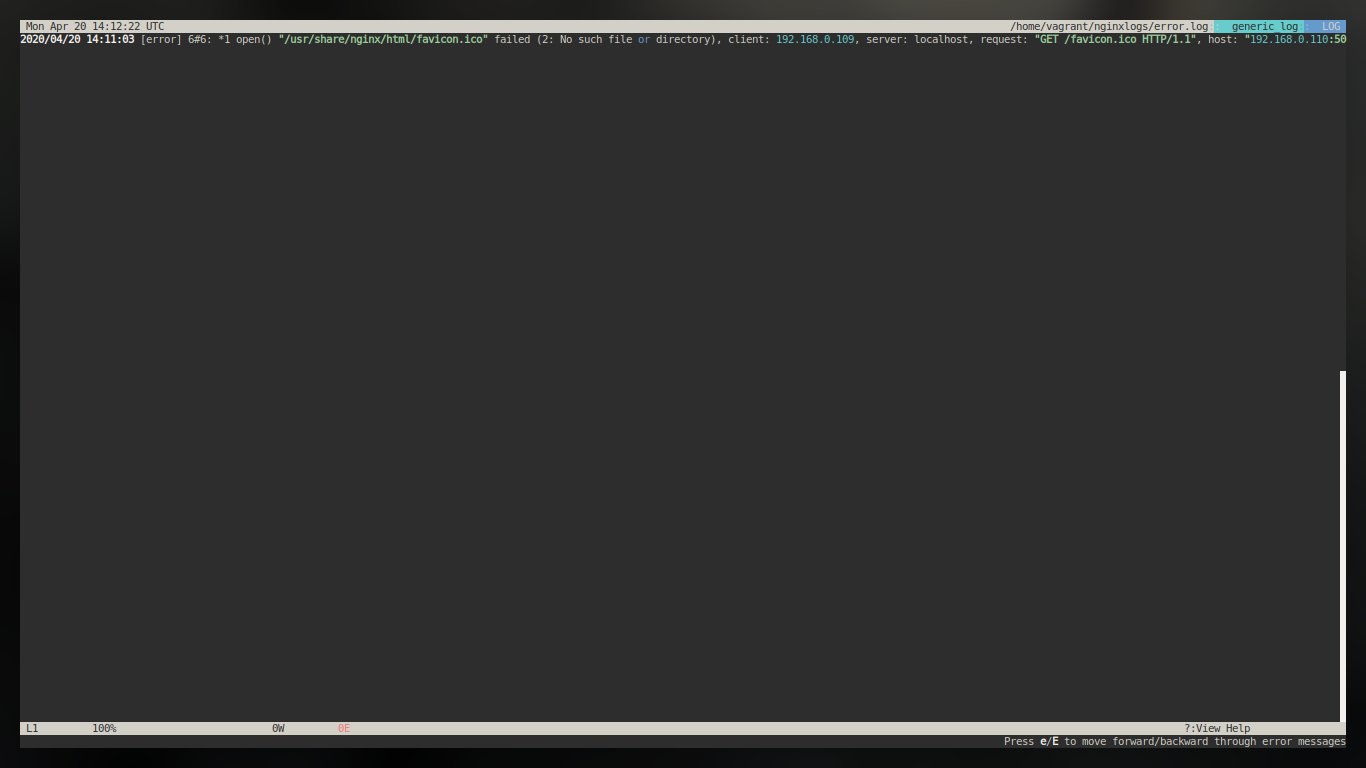 Mon Apr 20 14:12:22 UTC /home/vagrant/nginxlogs/error.log : generic_log : LOG
2020/04/20 14:11:03 [error] 6#6: *1 open() "/usr/share/nginx/html/favicon.ico" failed (2: No such file or directory), client: 192.168.0.109, server: localhost, request: "GET /favicon.ico HTTP/1.1", host: "192.168.0.110:50
L1 100% 0W 0E ?:View Help
Press e/E to move forward/backward through error messages